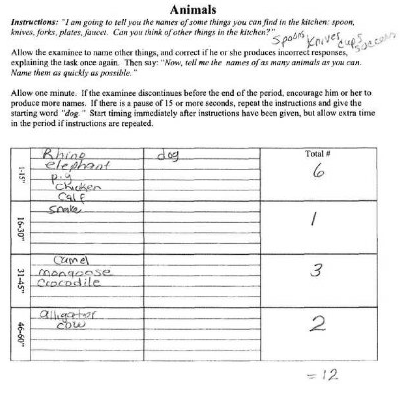 Animals
Instructions: "I am going to tell you the names of some things you can find in the kitchen: spoon,
knives, forks, plates, faucet. Can you think of other things in the kitchen?"
Spoons Knives cups saucers
Allow the examinee to name other things, and correct if he or she produces incorrect responses,
explaining the task once again. Then say: "Now, tell me the names of as many animals as you can.
Name them as quickly as possible."
Allow one minute. If the examinee discontinues before the end of the period, encourage him or her to
produce more names. If there is a pause of 15 or more seconds, repeat the instructions and give the
starting word "dog." Start timing immediately after instructions have been given, but allow extra time
in the period if instructions are repeated.
1-15"
Rhino
elephant
pig
chicken
calf
dog
Total #
6
16-30"
snake
1
31-45"
Camel
mongoose
crocodile
3
46-60"
alligator
cow
2
=12